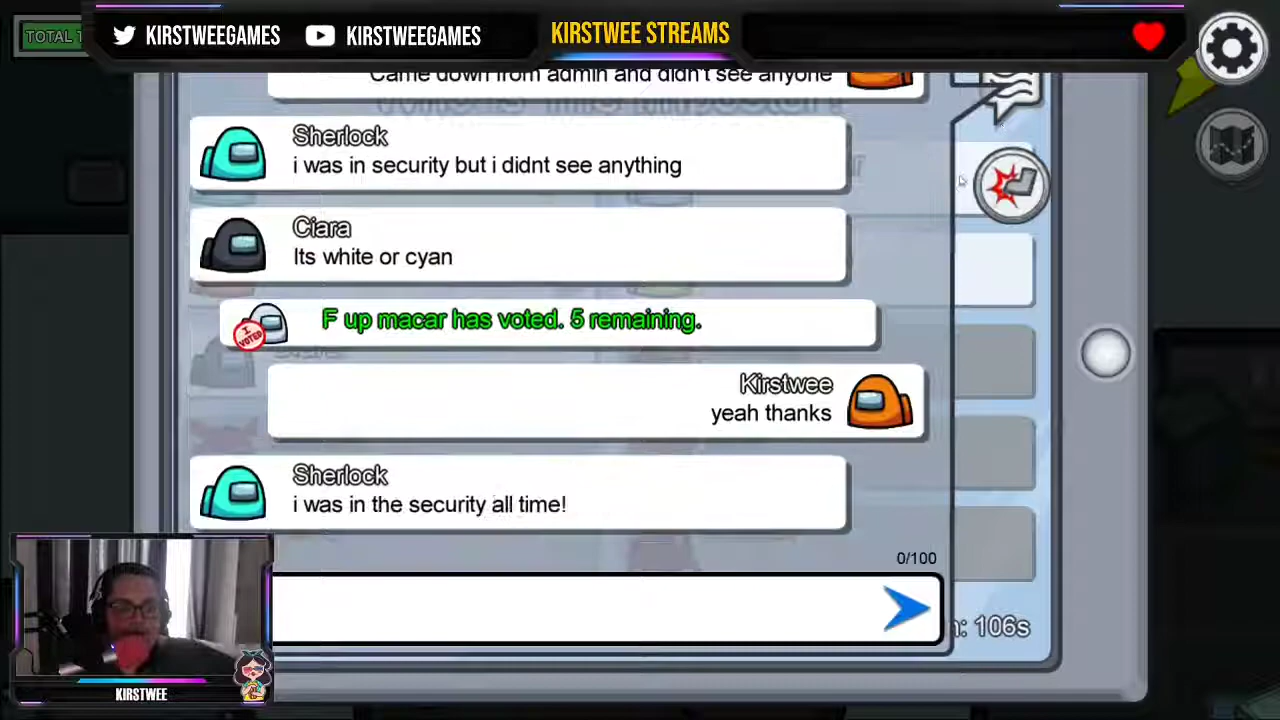 TOTAL T
KIRSTWEEGAMES
KIRSTWEEGAMES
KIRSTWEE STREAMS
Came down from admin and didn't see anyone
Sherlock
i was in security but i didnt see anything
Ciara
Its white or cyan
I VOTED
F up macar has voted. 5 remaining.
Kirstwee
yeah thanks
Sherlock
i was in the security all time!
0/100
: 106s
KIRSTWEE